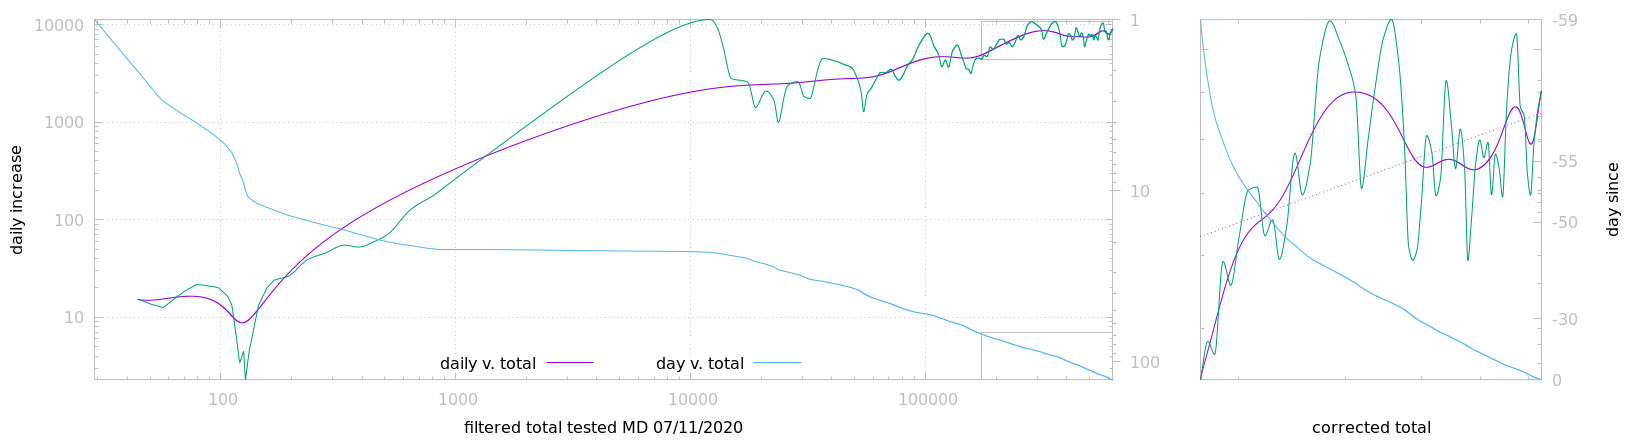 10000
1000
100
10
daily increase
100
1000
10000
100000
filtered total tested MD 07/11/2020
daily v. total
day v. total
1
10
100
-59
-55
-50
-30
0
day since
corrected total